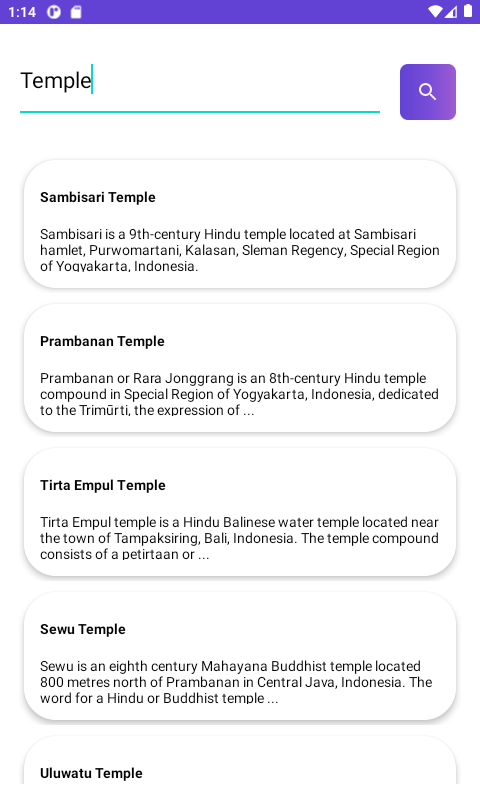 1:14
Temple
Sambisari Temple
Sambisari is a 9th-century Hindu temple located at Sambisari
hamlet, Purwomartani, Kalasan, Sleman Regency, Special Region
of Yogyakarta, Indonesia.
Prambanan Temple
Prambanan or Rara Jonggrang is an 8th-century Hindu temple
compound in Special Region of Yogyakarta, Indonesia, dedicated
to the Trimūrti, the expression of ...
Tirta Empul Temple
Tirta Empul temple is a Hindu Balinese water temple located near
the town of Tampaksiring, Bali, Indonesia. The temple compound
consists of a petirtaan or ...
Sewu Temple
Sewu is an eighth century Mahayana Buddhist temple located
800 metres north of Prambanan in Central Java, Indonesia. The
word for a Hindu or Buddhist temple ...
Uluwatu Temple